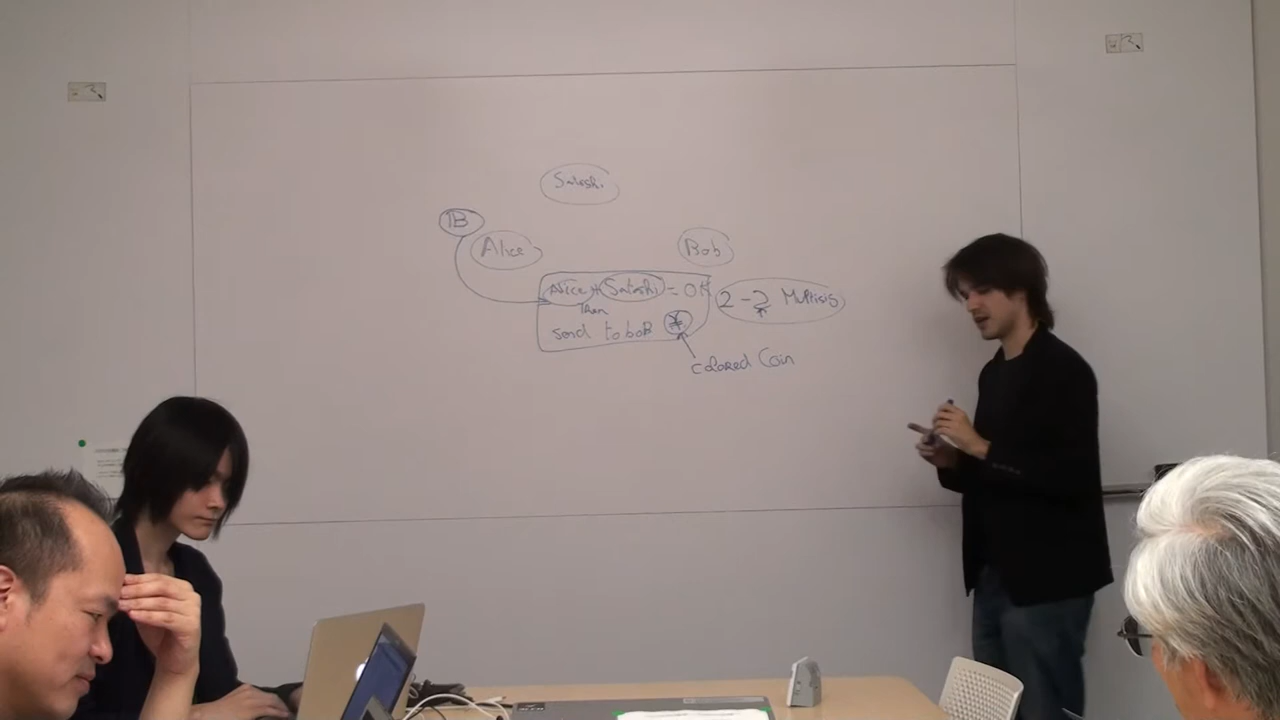 Satoshi
1B
Alice
Bob
Alice + Satoshi = OK
2-2 Multisig
Then
send to boB ¥
colored Coin